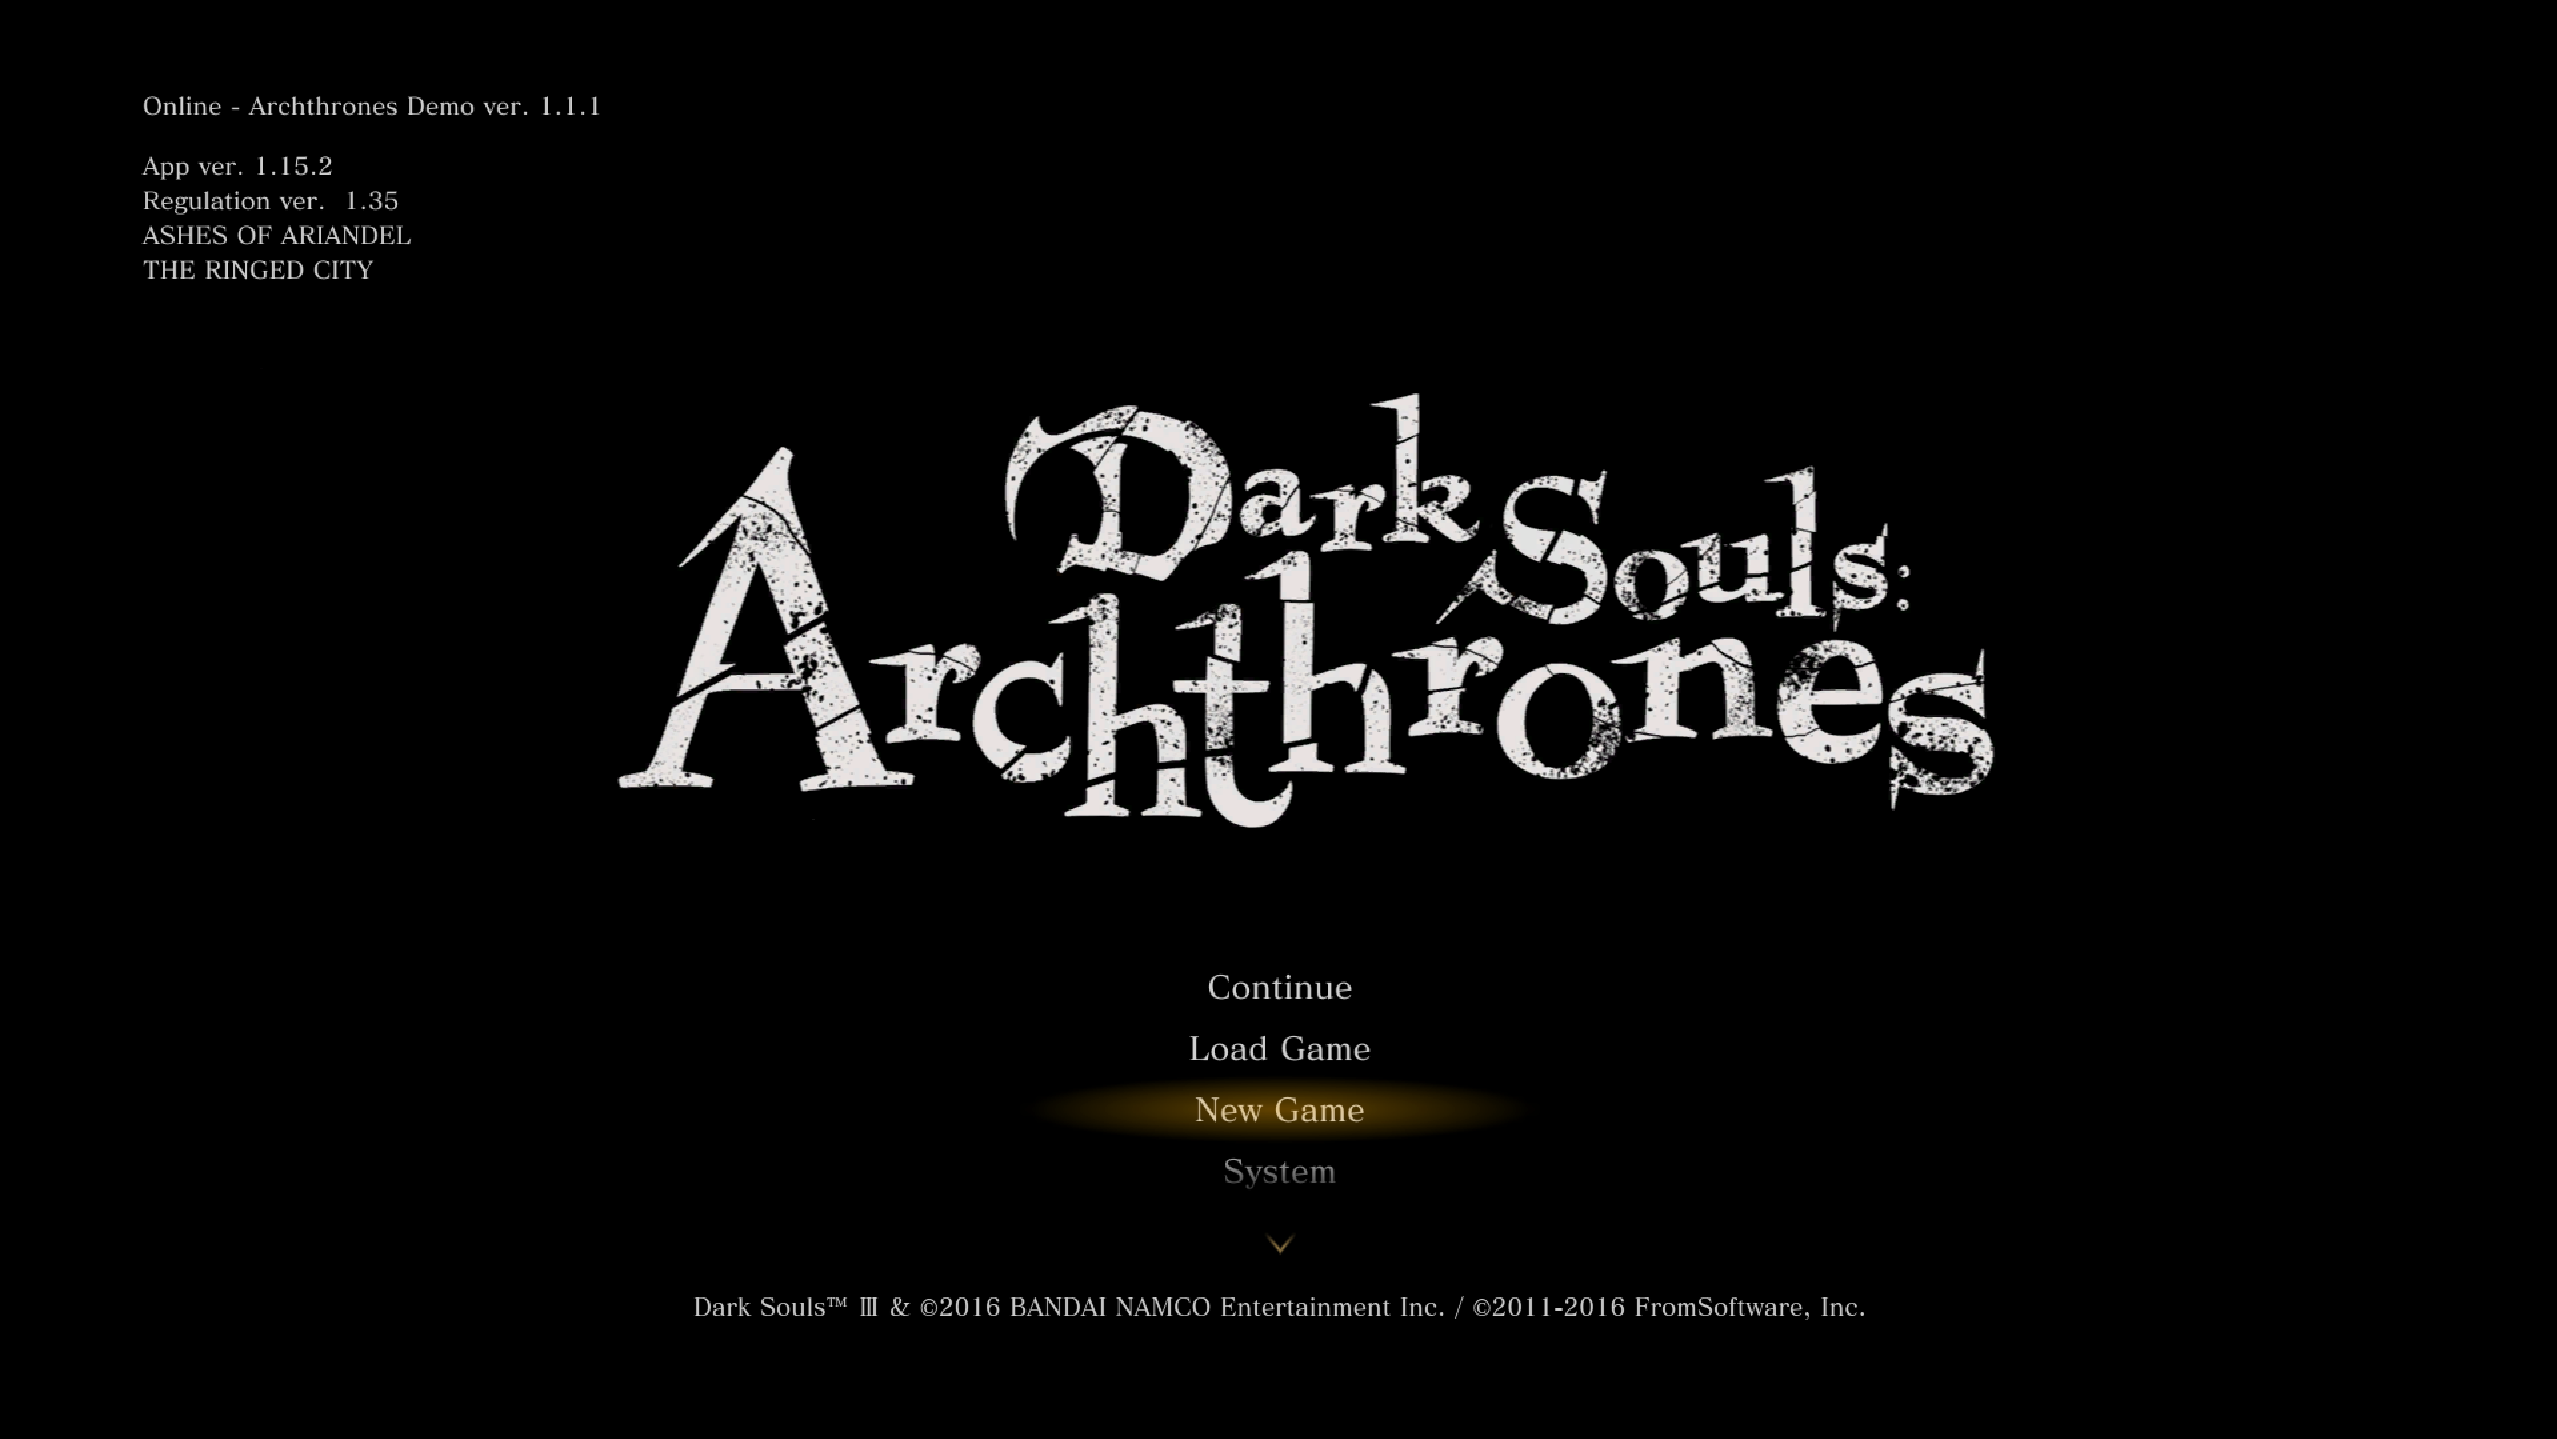 Online - Archthrones Demo ver. 1.1.1
App ver. 1.15.2
Regulation ver. 1.35
ASHES OF ARIANDEL
THE RINGED CITY
Dark Souls:
Archthrones
Continue
Load Game
New Game
System
Dark Souls™ Ⅲ & ©2016 BANDAI NAMCO Entertainment Inc. / ©2011-2016 FromSoftware, Inc.